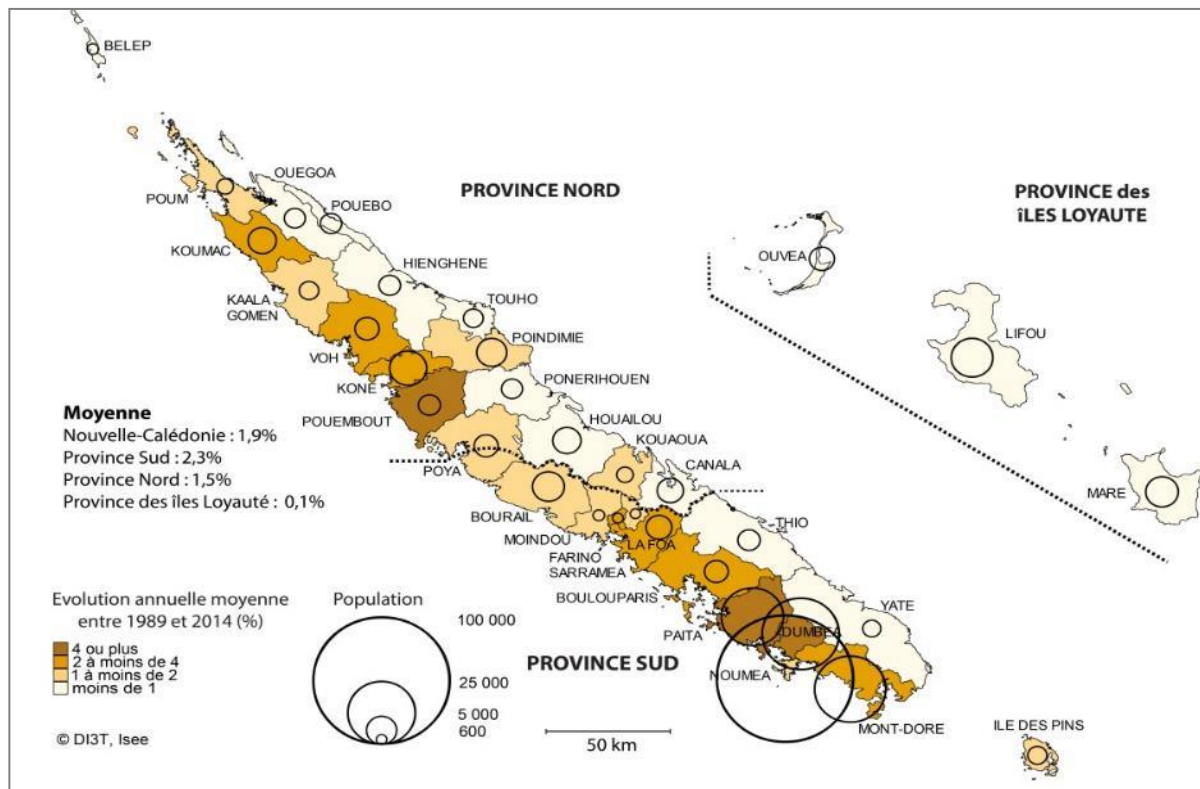 BELEP
OUEGOA
PROVINCE NORD
PROVINCE des
îLES LOYAUTE
POUEBO
POUM
KOUMAC
HIENGHENE
OUVEA
KAALA
GOMEN
TOUHO
POINDIMIE
LIFOU
VOH
KONE
PONERIHOUEN
Moyenne
Nouvelle-Calédonie : 1,9%
Province Sud : 2,3%
Province Nord : 1,5%
Province des îles Loyauté : 0,1%
POUEMBOUT
HOUAILOU
KOUAOUA
POYA
CANALA
MARE
BOURAIL
THIO
MOINDOU
LA FOA
FARINO
SARRAMEA
BOULOUPARIS
YATE
PAITA
DUMBEA
Evolution annuelle moyenne
entre 1989 et 2014 (%)
4 ou plus
2 à moins de 4
1 à moins de 2
moins de 1
Population
100 000
25 000
5 000
600
PROVINCE SUD
NOUMEA
MONT-DORE
ILE DES PINS
50 km
© DI3T, Isee